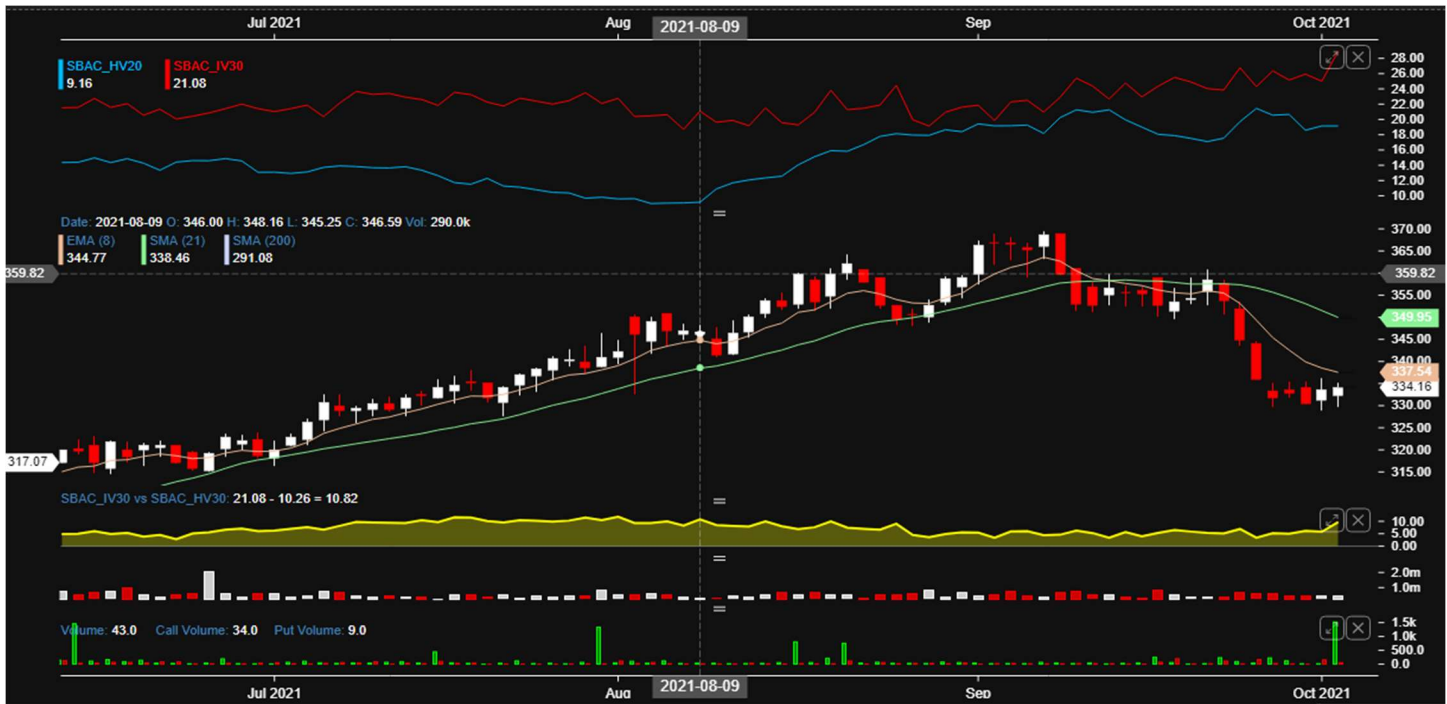 Jul 2021 Aug 2021-08-09 Sep Oct 2021
SBAC_HV20 SBAC_IV30
9.16 21.08
28.00
26.00
24.00
22.00
20.00
18.00
16.00
14.00
12.00
10.00
Date: 2021-08-09 O: 346.00 H: 348.16 L: 345.25 C: 346.59 Vol: 290.0k
EMA (8) SMA (21) SMA (200)
344.77 338.46 291.08
370.00
365.00
359.82 359.82
355.00
349.95
345.00
340.00
337.54
334.16
330.00
325.00
320.00
317.07
315.00
SBAC_IV30 vs SBAC_HV30: 21.08 - 10.26 = 10.82
10.00
5.00
0.00
2.0m
1.0m
Volume: 43.0 Call Volume: 34.0 Put Volume: 9.0
1.5k
1.0k
500.0
0.0
Jul 2021 Aug 2021-08-09 Sep Oct 2021